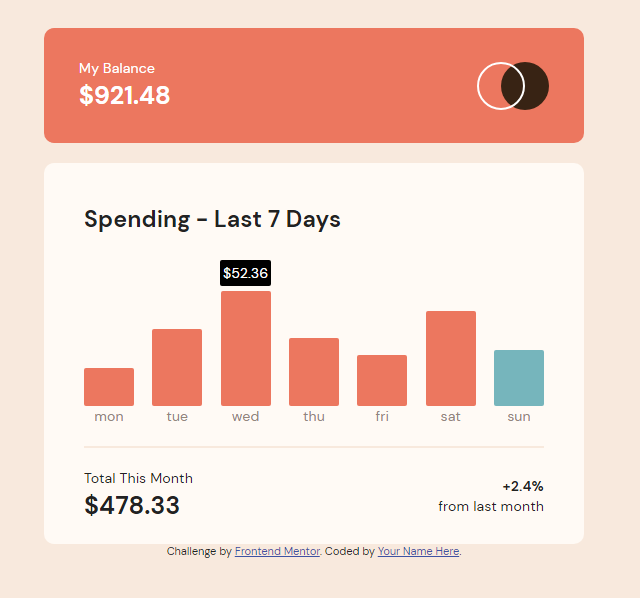 My Balance
$921.48
Spending - Last 7 Days
$52.36
mon tue wed thu fri sat sun
Total This Month
$478.33
+2.4%
from last month
Challenge by Frontend Mentor. Coded by Your Name Here.